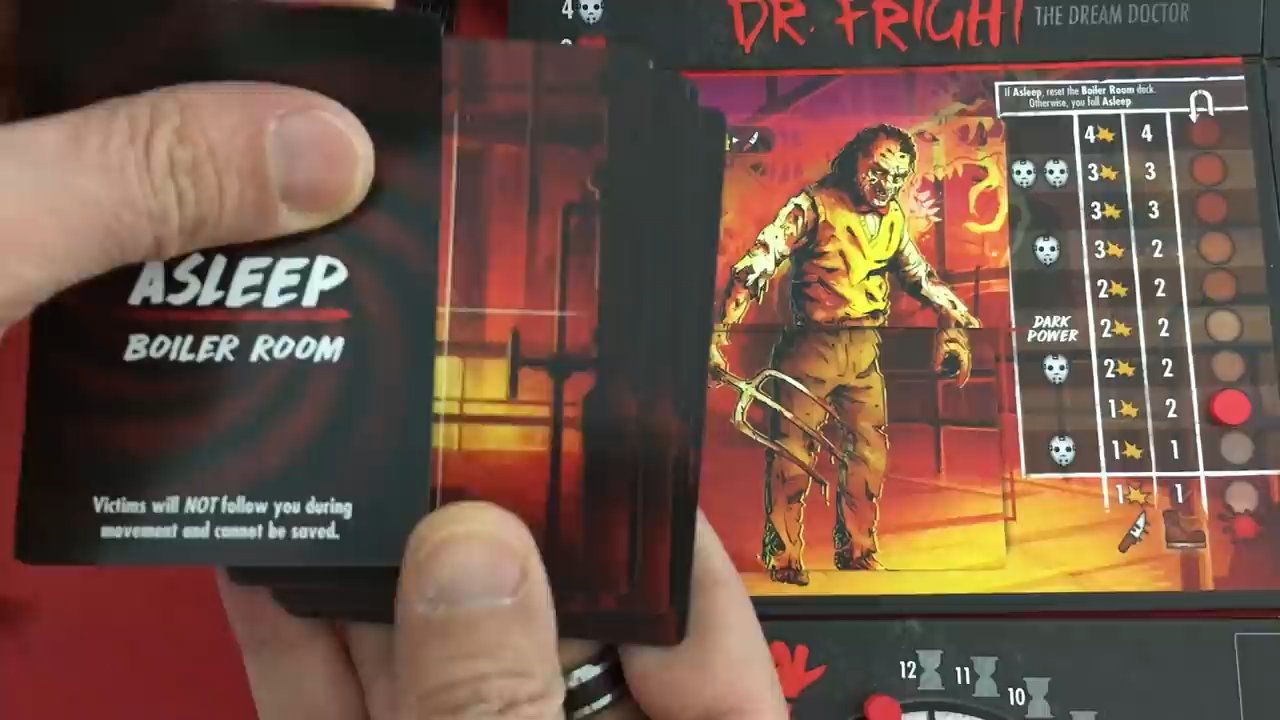 4
DR. FRIGHT THE DREAM DOCTOR
If Asleep, reset the Boiler Room deck.
Otherwise, you fall Asleep
4 4
3 3
3 3
3 2
2 2
DARK
POWER 2 2
2 2
1 2
1 1
1 1
ASLEEP
BOILER ROOM
Victims will NOT follow you during
movement and cannot be saved.
12 11 10